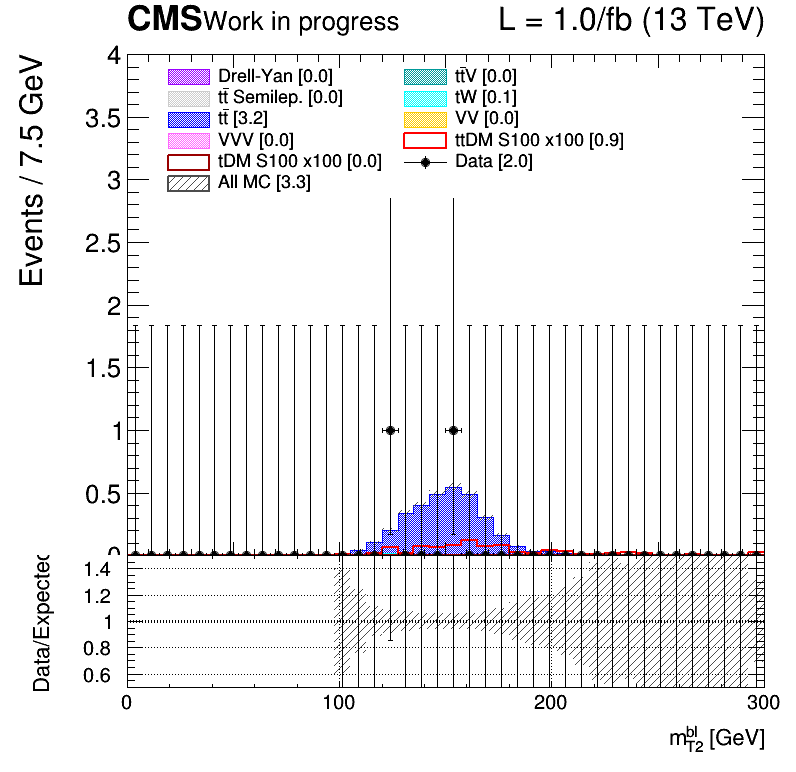 CMS Work in progress L = 1.0/fb (13 TeV)
Events / 7.5 GeV
4
3.5
3
2.5
2
1.5
1
0.5
0
Drell-Yan [0.0] tt̄V [0.0]
tt̄ Semilep. [0.0] tW [0.1]
tt̄ [3.2] VV [0.0]
VVV [0.0] ttDM S100 x100 [0.9]
tDM S100 x100 [0.0] Data [2.0]
All MC [3.3]
Data/Expected
1.4
1.2
1
0.8
0.6
0 100 200 300
m^bl_T2 [GeV]